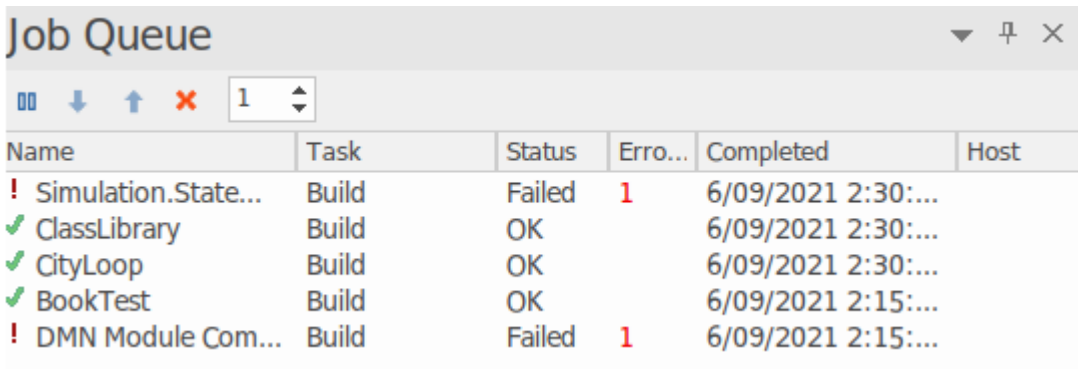 Job Queue
1
Name Task Status Erro... Completed Host
! Simulation.State... Build Failed 1 6/09/2021 2:30:...
ClassLibrary Build OK 6/09/2021 2:30:...
CityLoop Build OK 6/09/2021 2:30:...
BookTest Build OK 6/09/2021 2:15:...
! DMN Module Com... Build Failed 1 6/09/2021 2:15:...